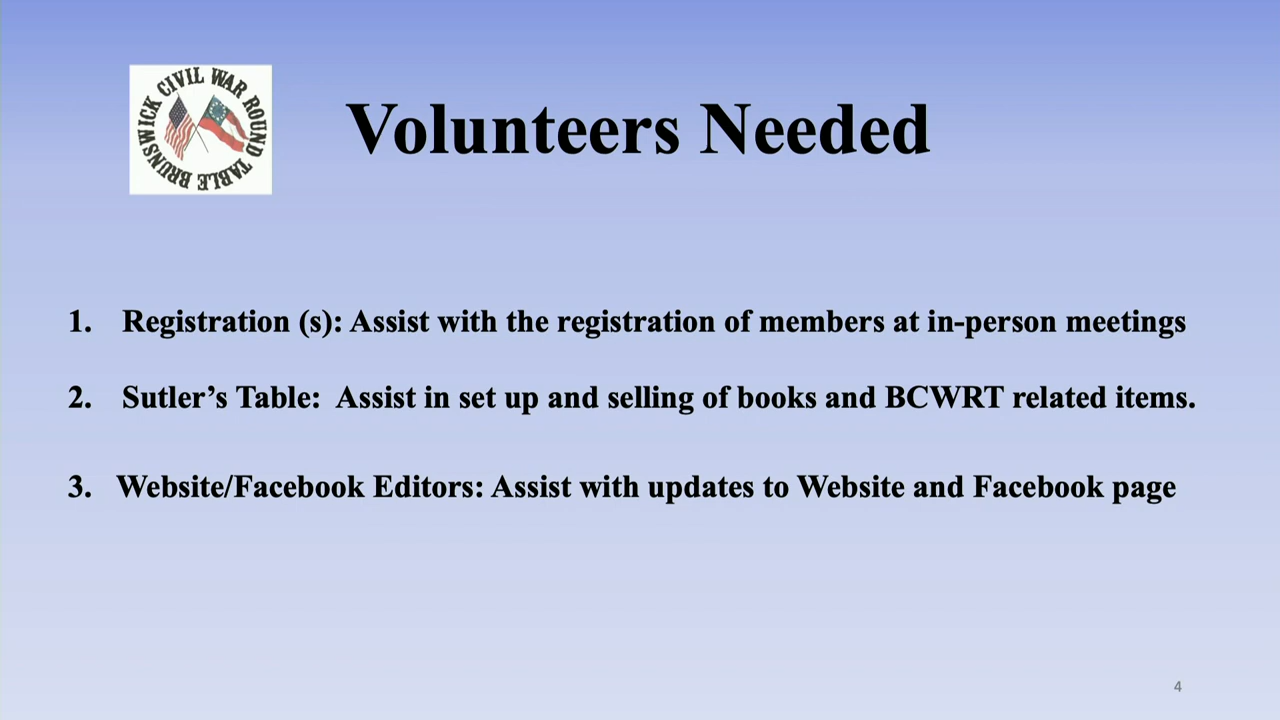 BRUNSWICK CIVIL WAR ROUND TABLE
Volunteers Needed
1. Registration (s): Assist with the registration of members at in-person meetings
2. Sutler’s Table: Assist in set up and selling of books and BCWRT related items.
3. Website/Facebook Editors: Assist with updates to Website and Facebook page
4